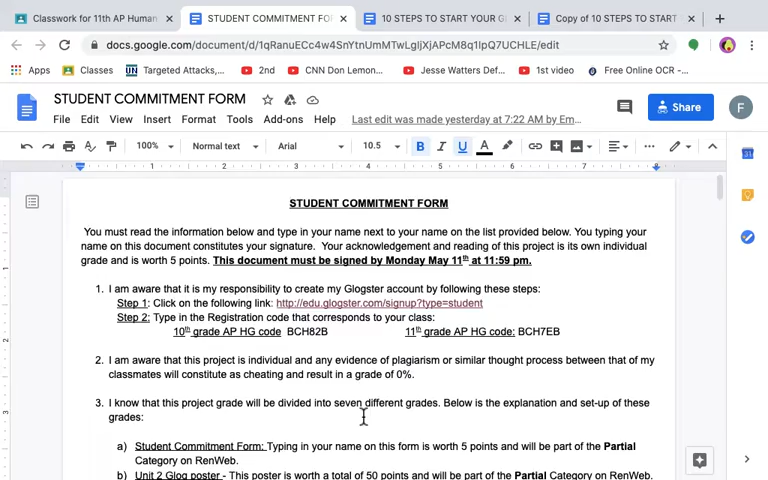 Classwork for 11th AP Human
STUDENT COMMITMENT FO
10 STEPS TO START YOUR G
Copy of 10 STEPS TO START
docs.google.com/document/d/1qRanuECc4w4SnYtnUMmTwLgIjXjAPcM8q1IpQ7UCHLE/edit
Apps Classes Targeted Attacks,... 2nd CNN Don Lemon... Jesse Watters Def... 1st video Free Online OCR -...
STUDENT COMMITMENT FORM
Share
F
File Edit View Insert Format Tools Add-ons Help Last edit was made yesterday at 7:22 AM by Em...
100% Normal text Arial 10.5 B I U A
1 2 3 4 5 6 7 8
STUDENT COMMITMENT FORM
You must read the information below and type in your name next to your name on the list provided below. You typing your
name on this document constitutes your signature. Your acknowledgement and reading of this project is its own individual
grade and is worth 5 points. This document must be signed by Monday May 11th at 11:59 pm.
1. I am aware that it is my responsibility to create my Glogster account by following these steps:
Step 1: Click on the following link: http://edu.glogster.com/signup?type=student
Step 2: Type in the Registration code that corresponds to your class:
10th grade AP HG code BCH82B 11th grade AP HG code: BCH7EB
2. I am aware that this project is individual and any evidence of plagiarism or similar thought process between that of my
classmates will constitute as cheating and result in a grade of 0%.
3. I know that this project grade will be divided into seven different grades. Below is the explanation and set-up of these
grades:
a) Student Commitment Form: Typing in your name on this form is worth 5 points and will be part of the Partial
Category on RenWeb.
b) Unit 2 Glog poster - This poster is worth a total of 50 points and will be part of the Partial Category on RenWeb.